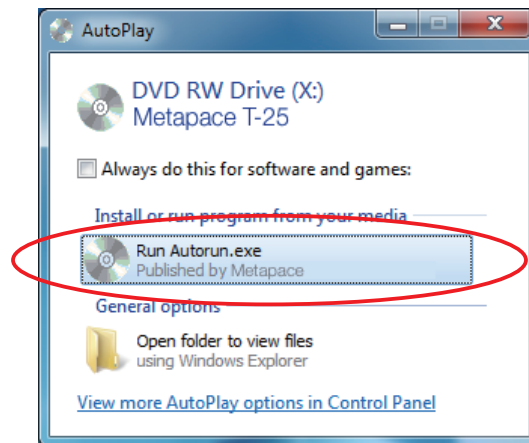 AutoPlay
DVD RW Drive (X:)
Metapace T-25
Always do this for software and games:
Install or run program from your media
Run Autorun.exe
Published by Metapace
General options
Open folder to view files
using Windows Explorer
View more AutoPlay options in Control Panel